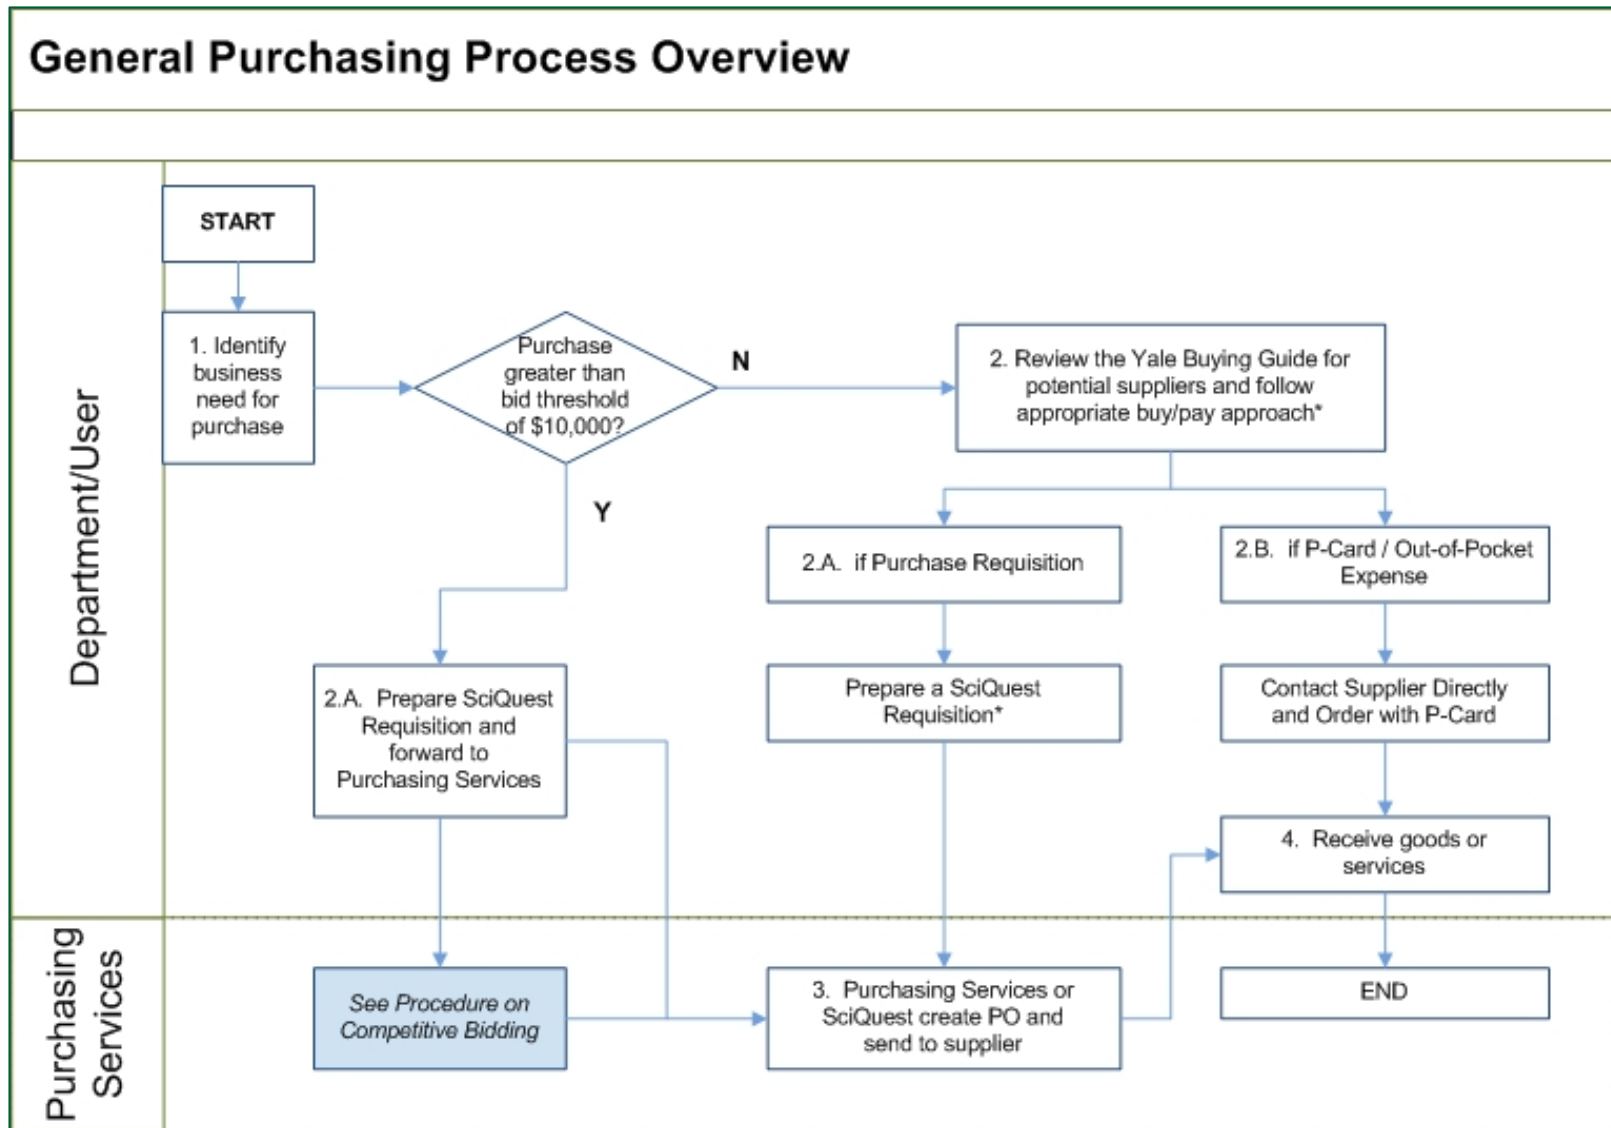 General Purchasing Process Overview
Department/User
START
1. Identify
business
need for
purchase
Purchase
greater than
bid threshold
of $10,000?
N
Y
2. Review the Yale Buying Guide for
potential suppliers and follow
appropriate buy/pay approach*
2.A. if Purchase Requisition
2.B. if P-Card / Out-of-Pocket
Expense
2.A. Prepare SciQuest
Requisition and
forward to
Purchasing Services
Prepare a SciQuest
Requisition*
Contact Supplier Directly
and Order with P-Card
4. Receive goods or
services
Purchasing
Services
See Procedure on
Competitive Bidding
3. Purchasing Services or
SciQuest create PO and
send to supplier
END